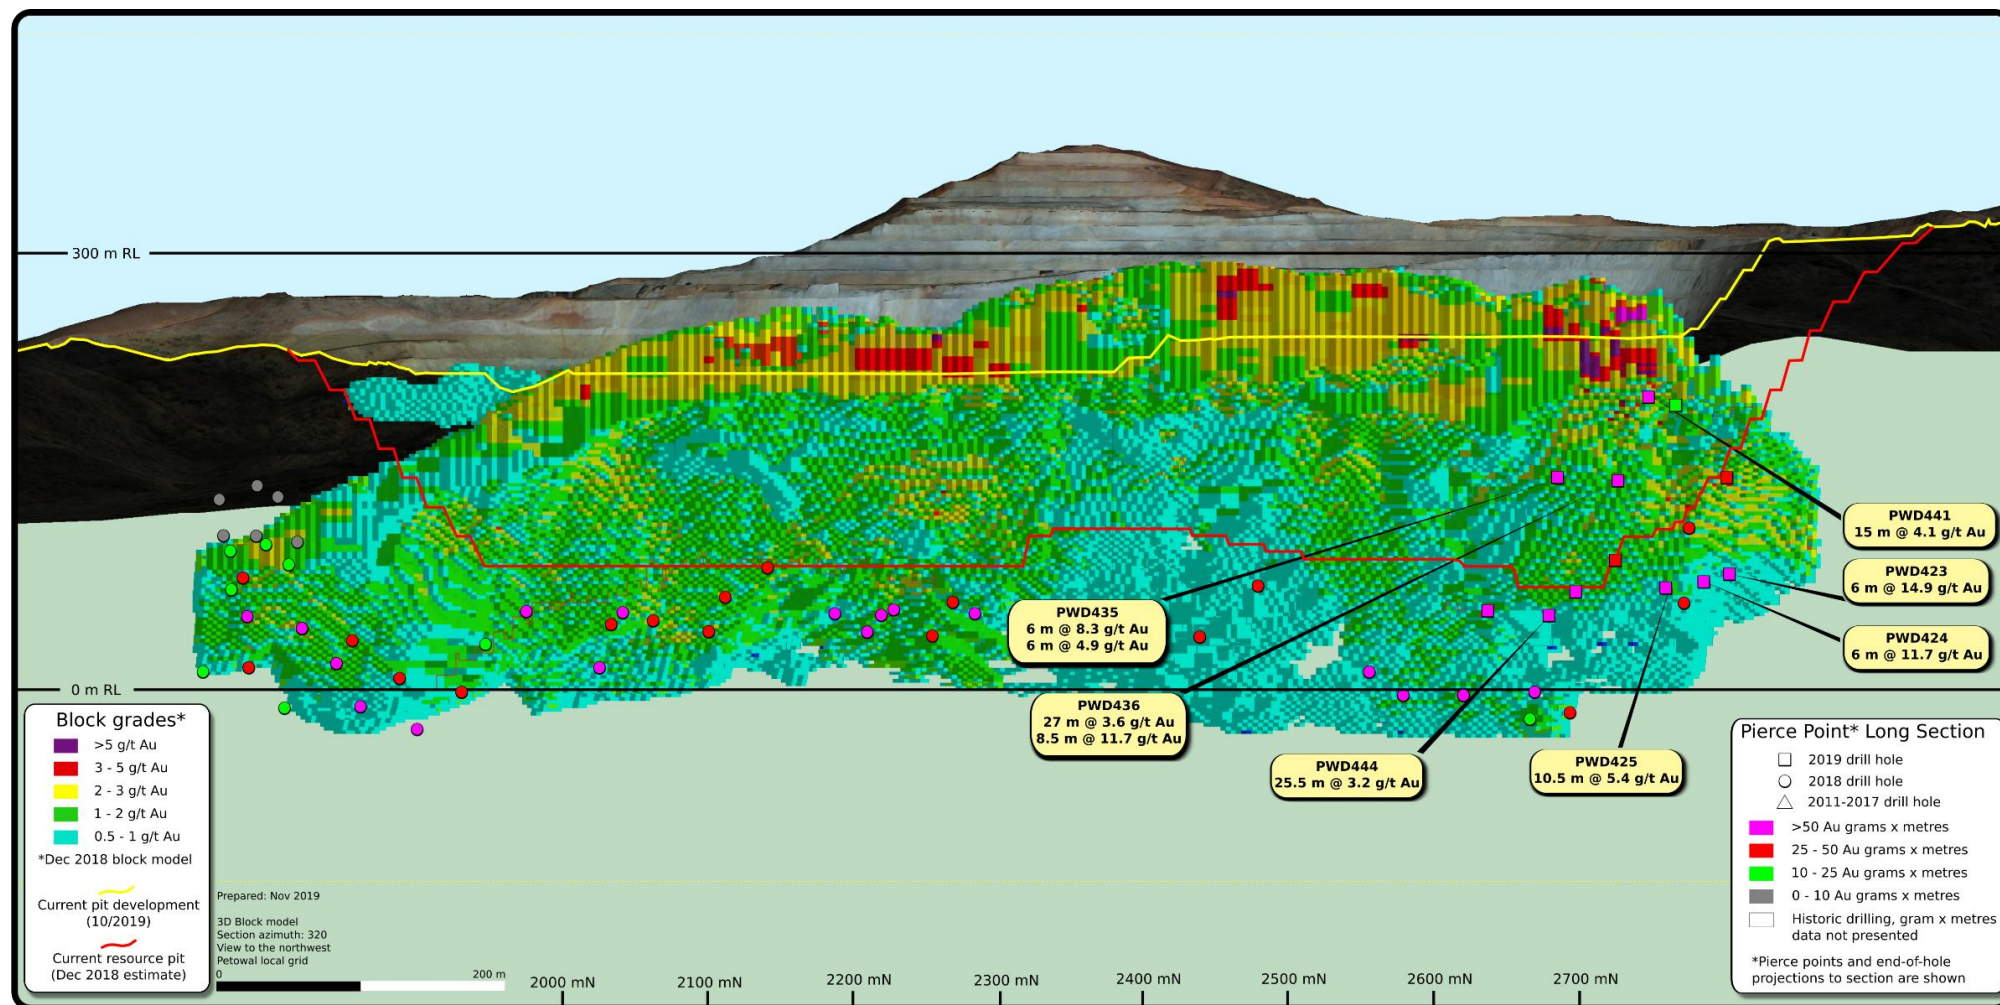 300 m RL
PWD441
15 m @ 4.1 g/t Au
PWD423
6 m @ 14.9 g/t Au
PWD435
6 m @ 8.3 g/t Au
6 m @ 4.9 g/t Au
PWD424
6 m @ 11.7 g/t Au
0 m RL
PWD436
27 m @ 3.6 g/t Au
8.5 m @ 11.7 g/t Au
PWD444
25.5 m @ 3.2 g/t Au
PWD425
10.5 m @ 5.4 g/t Au
Block grades*
>5 g/t Au
3 - 5 g/t Au
2 - 3 g/t Au
1 - 2 g/t Au
0.5 - 1 g/t Au
*Dec 2018 block model
Current pit development
(10/2019)
Current resource pit
(Dec 2018 estimate)
Prepared: Nov 2019
3D Block model
Section azimuth: 320
View to the northwest
Petowal local grid
0 200 m
2000 mN
2100 mN
2200 mN
2300 mN
2400 mN
2500 mN
2600 mN
2700 mN
Pierce Point* Long Section
2019 drill hole
2018 drill hole
2011-2017 drill hole
>50 Au grams x metres
25 - 50 Au grams x metres
10 - 25 Au grams x metres
0 - 10 Au grams x metres
Historic drilling, gram x metres
data not presented
*Pierce points and end-of-hole
projections to section are shown